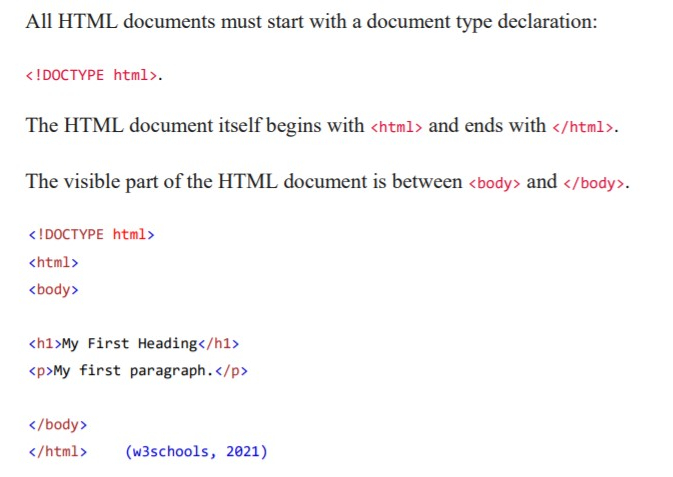 All HTML documents must start with a document type declaration:
<!DOCTYPE html>.
The HTML document itself begins with <html> and ends with </html>.
The visible part of the HTML document is between <body> and </body>.
<!DOCTYPE html>
<html>
<body>
<h1>My First Heading</h1>
<p>My first paragraph.</p>
</body>
</html> (w3schools, 2021)